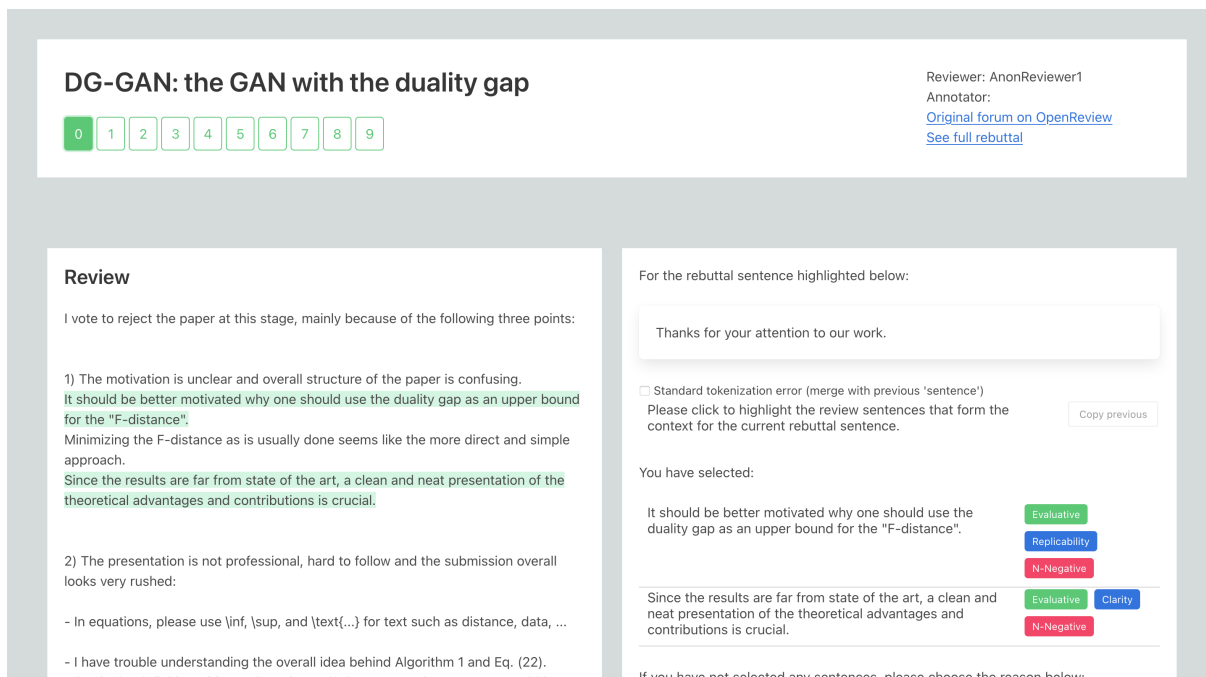 DG-GAN: the GAN with the duality gap
0 1 2 3 4 5 6 7 8 9
Reviewer: AnonReviewer1
Annotator:
Original forum on OpenReview
See full rebuttal
Review
I vote to reject the paper at this stage, mainly because of the following three points:
1) The motivation is unclear and overall structure of the paper is confusing.
It should be better motivated why one should use the duality gap as an upper bound
for the "F-distance".
Minimizing the F-distance as is usually done seems like the more direct and simple
approach.
Since the results are far from state of the art, a clean and neat presentation of the
theoretical advantages and contributions is crucial.
2) The presentation is not professional, hard to follow and the submission overall
looks very rushed:
- In equations, please use \inf, \sup, and \text{...} for text such as distance, data, ...
- I have trouble understanding the overall idea behind Algorithm 1 and Eq. (22).
For the rebuttal sentence highlighted below:
Thanks for your attention to our work.
Standard tokenization error (merge with previous 'sentence')
Please click to highlight the review sentences that form the
context for the current rebuttal sentence.
Copy previous
You have selected:
It should be better motivated why one should use the
duality gap as an upper bound for the "F-distance".
Evaluative
Replicability
N-Negative
Since the results are far from state of the art, a clean and
neat presentation of the theoretical advantages and
contributions is crucial.
Evaluative Clarity
N-Negative
If you have not selected any sentences, please choose the reason below: